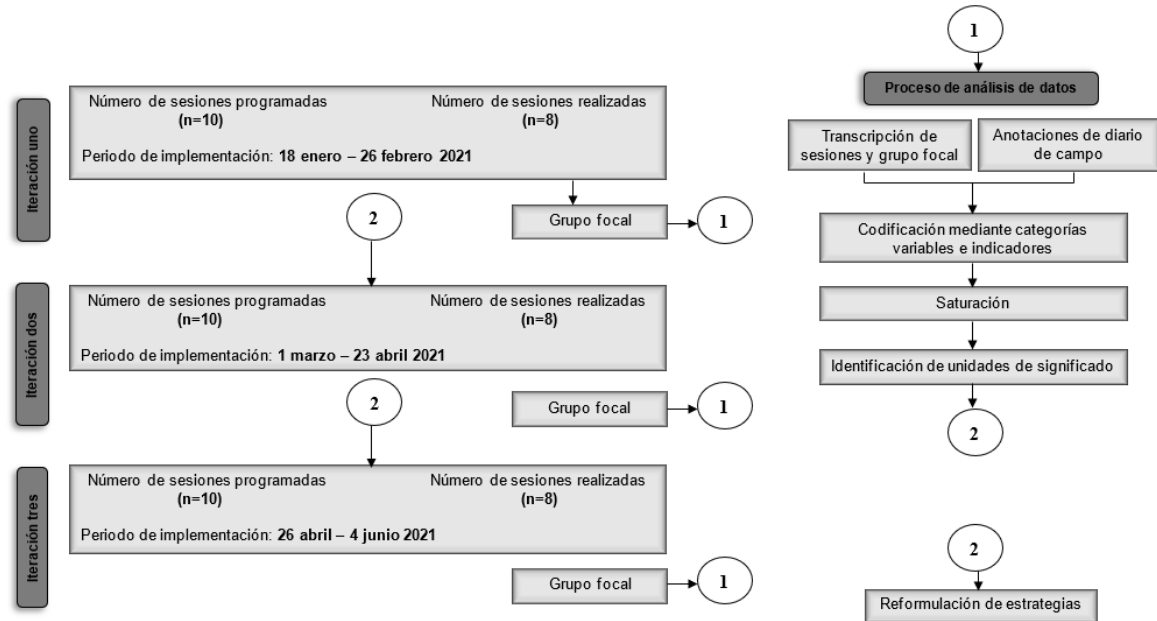 Iteración uno
Número de sesiones programadas
(n=10)
Número de sesiones realizadas
(n=8)
Periodo de implementación: 18 enero – 26 febrero 2021
Grupo focal
1
2
Iteración dos
Número de sesiones programadas
(n=10)
Número de sesiones realizadas
(n=8)
Periodo de implementación: 1 marzo – 23 abril 2021
Grupo focal
1
2
Iteración tres
Número de sesiones programadas
(n=10)
Número de sesiones realizadas
(n=8)
Periodo de implementación: 26 abril – 4 junio 2021
Grupo focal
1
1
Proceso de análisis de datos
Transcripción de
sesiones y grupo focal
Anotaciones de diario
de campo
Codificación mediante categorías
variables e indicadores
Saturación
Identificación de unidades de significado
2
2
Reformulación de estrategias